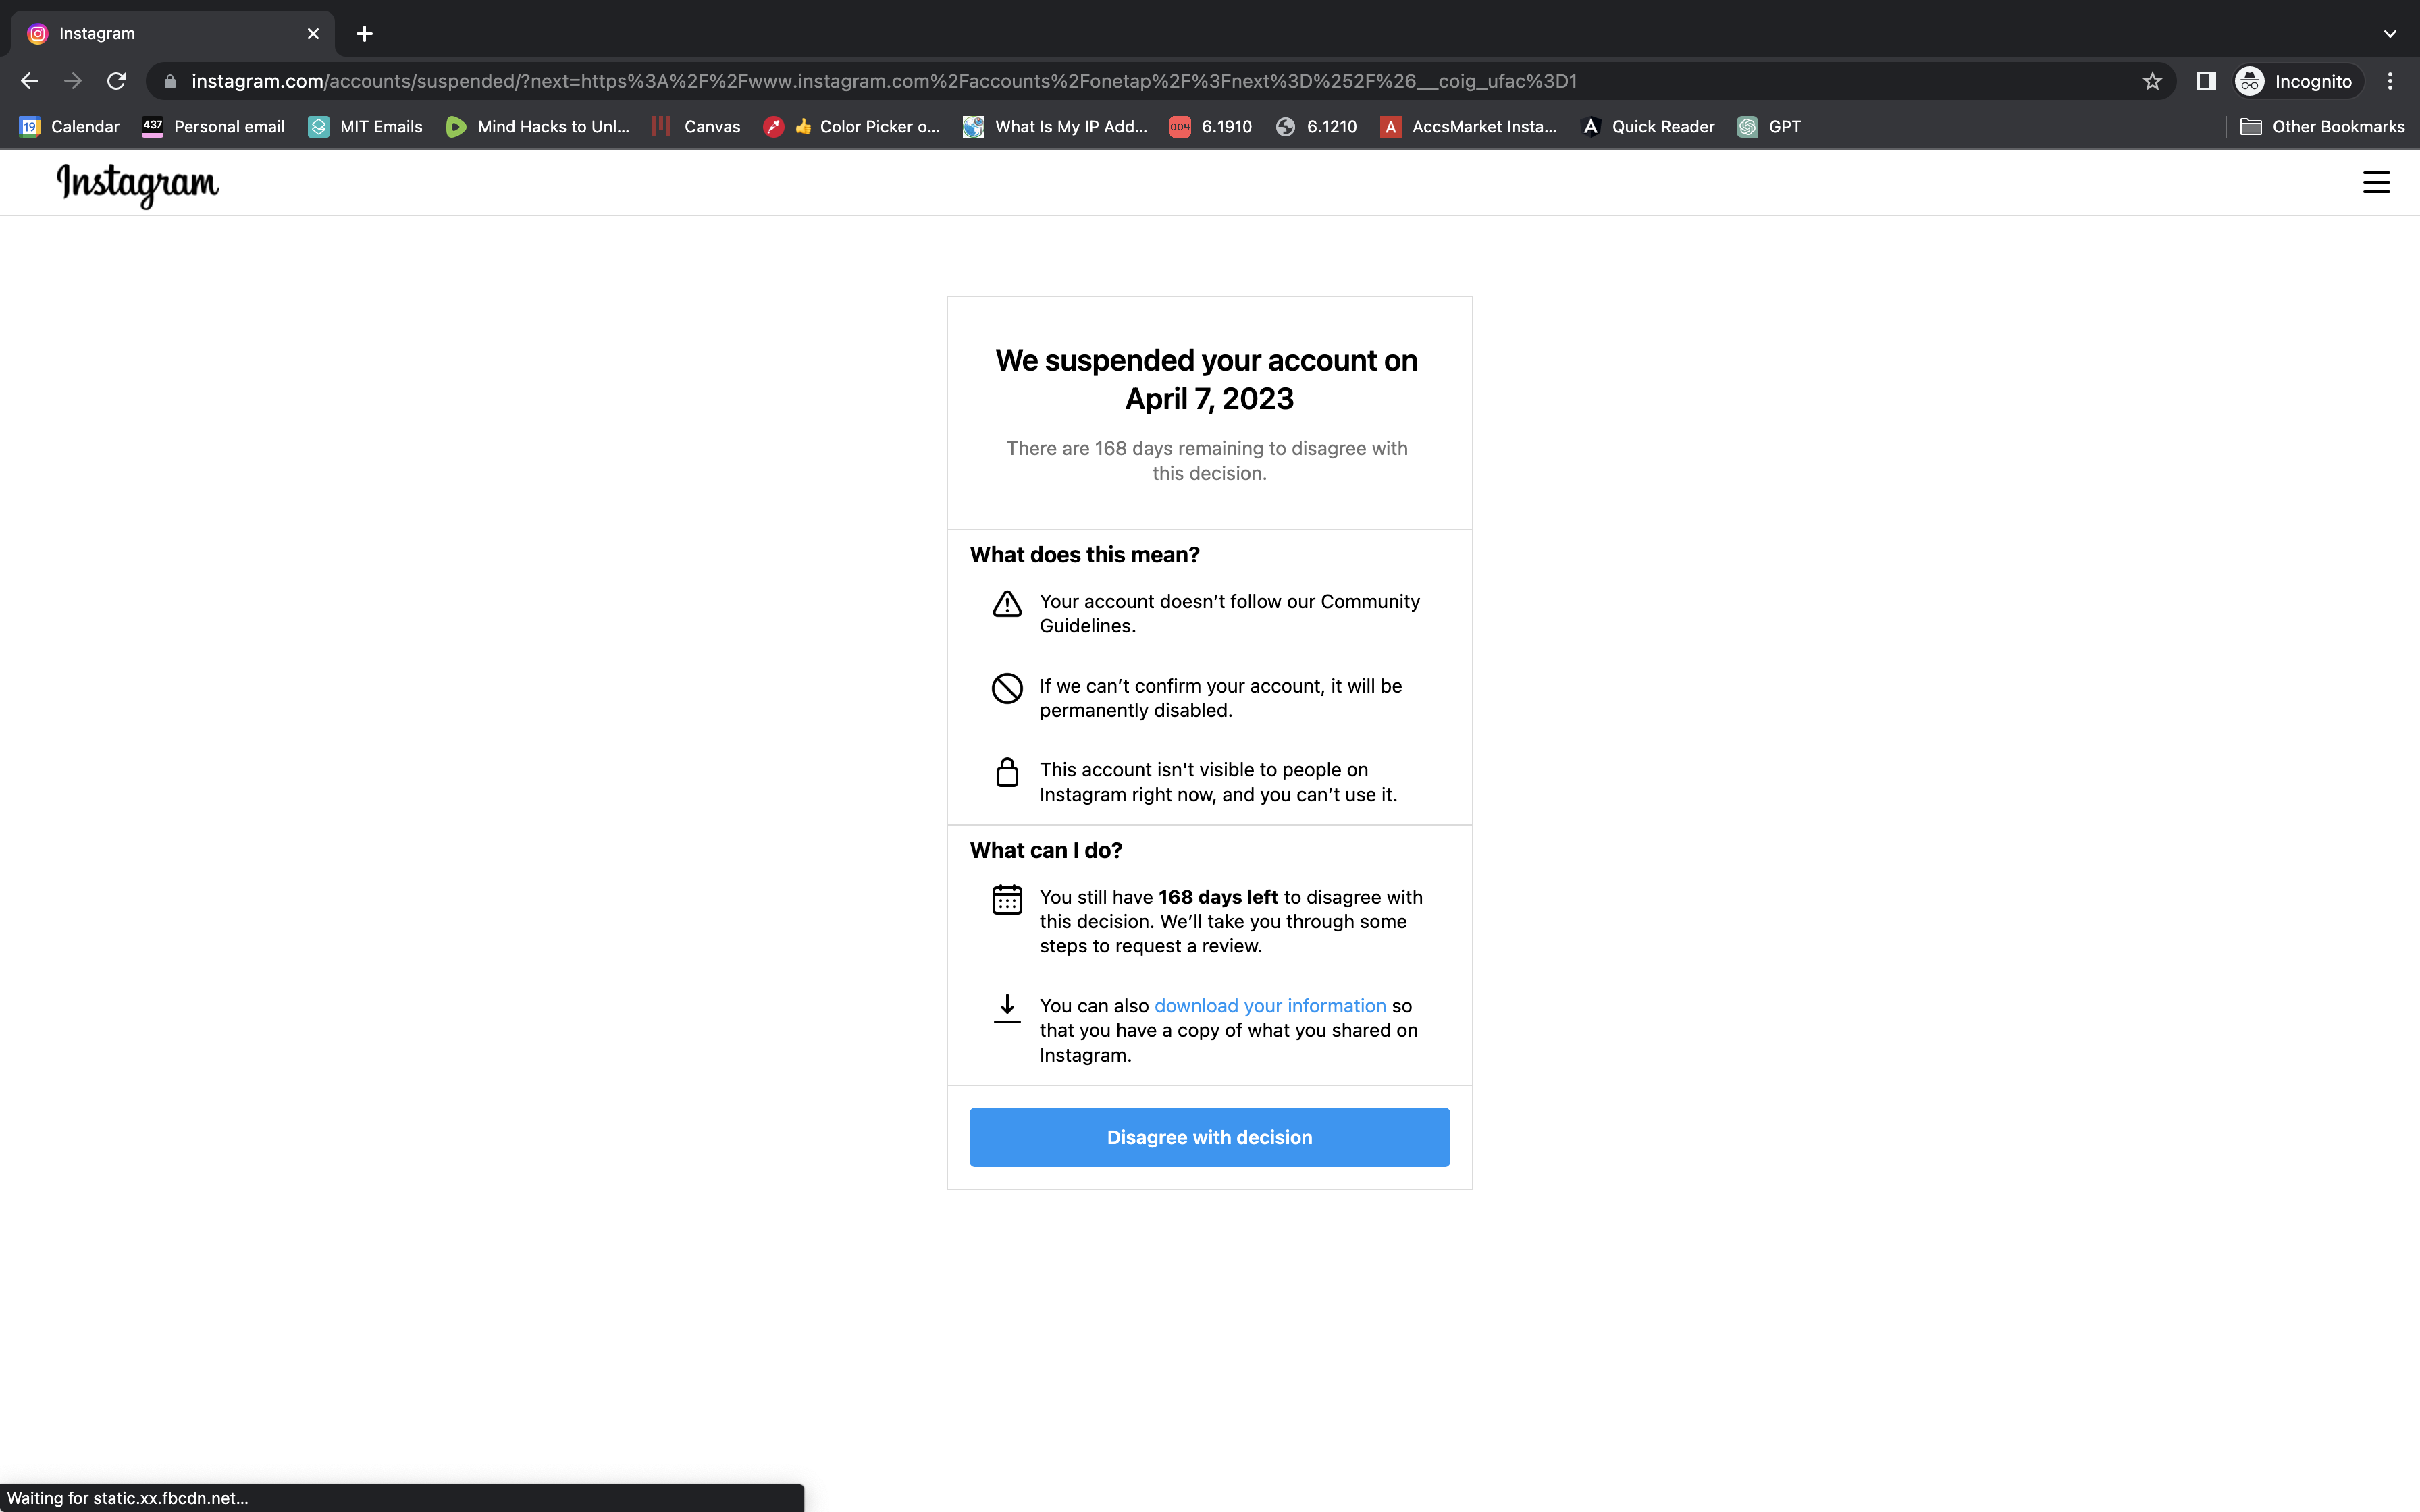 Instagram
instagram.com/accounts/suspended/?next=https%3A%2F%2Fwww.instagram.com%2Faccounts%2Fonetap%2F%3Fnext%3D%252F%26__coig_ufac%3D1
Incognito
19 Calendar 437 Personal email MIT Emails Mind Hacks to Unl... Canvas 👍 Color Picker o... What Is My IP Add... 004 6.1910 6.1210 A AccsMarket Insta... Quick Reader GPT Other Bookmarks
Instagram
We suspended your account on
April 7, 2023
There are 168 days remaining to disagree with
this decision.
What does this mean?
Your account doesn’t follow our Community
Guidelines.
If we can’t confirm your account, it will be
permanently disabled.
This account isn't visible to people on
Instagram right now, and you can’t use it.
What can I do?
You still have 168 days left to disagree with
this decision. We’ll take you through some
steps to request a review.
You can also download your information so
that you have a copy of what you shared on
Instagram.
Disagree with decision
Waiting for static.xx.fbcdn.net...